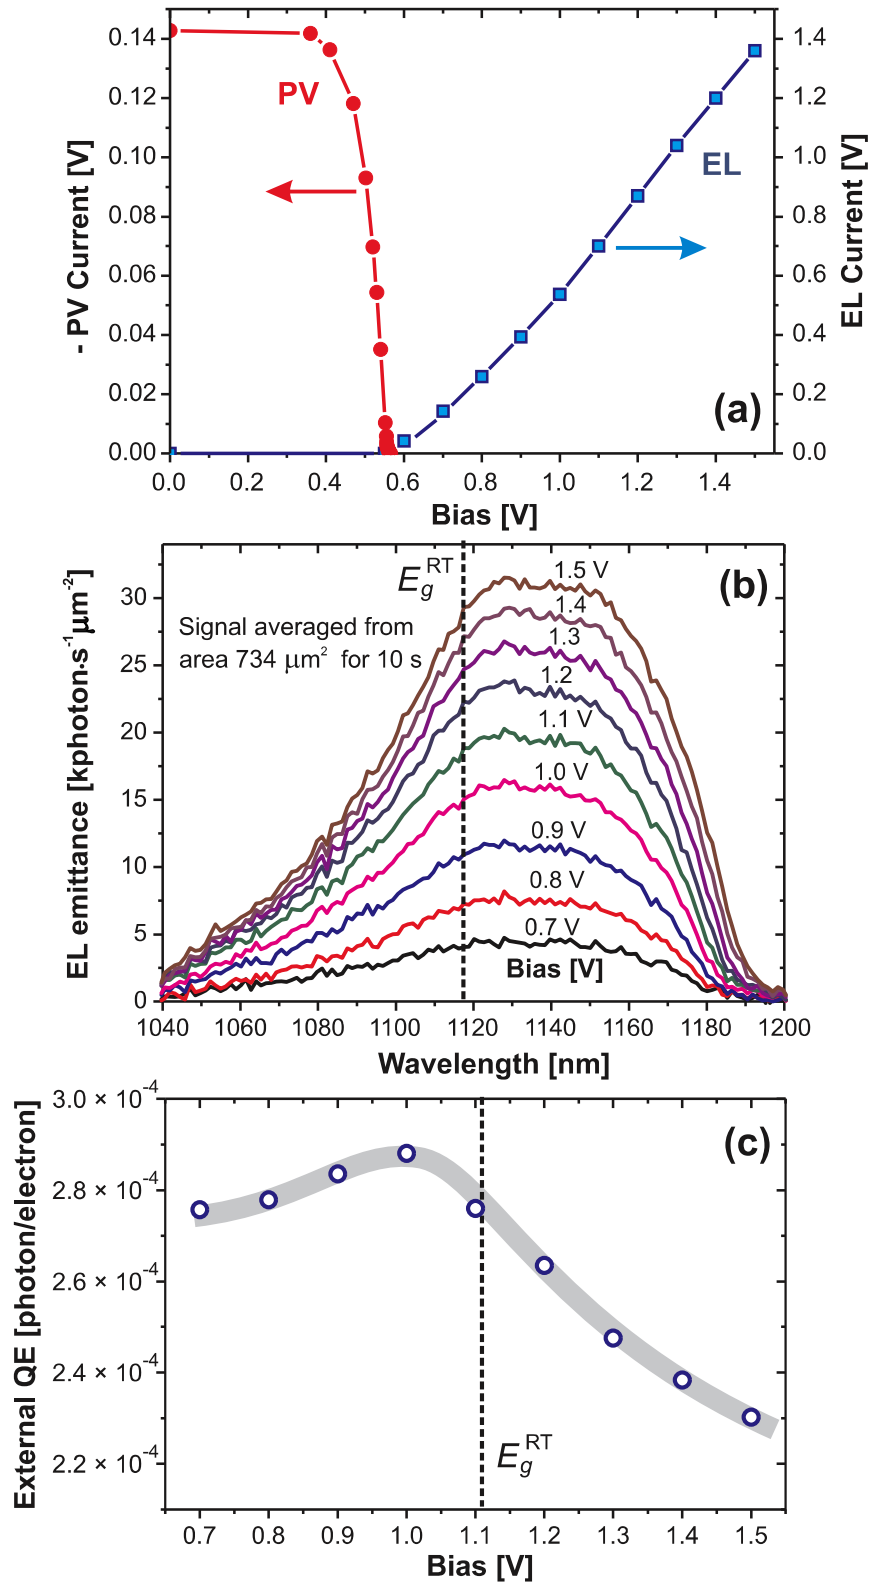 0.14
0.12
0.10
0.08
0.06
0.04
0.02
0.00
- PV Current [V]
PV
EL
(a)
1.4
1.2
1.0
0.8
0.6
0.4
0.2
0.0
EL Current [V]
0.0 0.2 0.4 0.6 0.8 1.0 1.2 1.4
Bias [V]
30
25
20
15
10
5
0
EL emittance [kphoton·s⁻¹μm⁻²]
E_g^RT
Signal averaged from
area 734 μm² for 10 s
(b)
1.5 V
1.4
1.3
1.2
1.1 V
1.0 V
0.9 V
0.8 V
0.7 V
Bias [V]
1040 1060 1080 1100 1120 1140 1160 1180 1200
Wavelength [nm]
3.0 × 10⁻⁴
2.8 × 10⁻⁴
2.6 × 10⁻⁴
2.4 × 10⁻⁴
2.2 × 10⁻⁴
External QE [photon/electron)
(c)
E_g^RT
0.7 0.8 0.9 1.0 1.1 1.2 1.3 1.4 1.5
Bias [V]